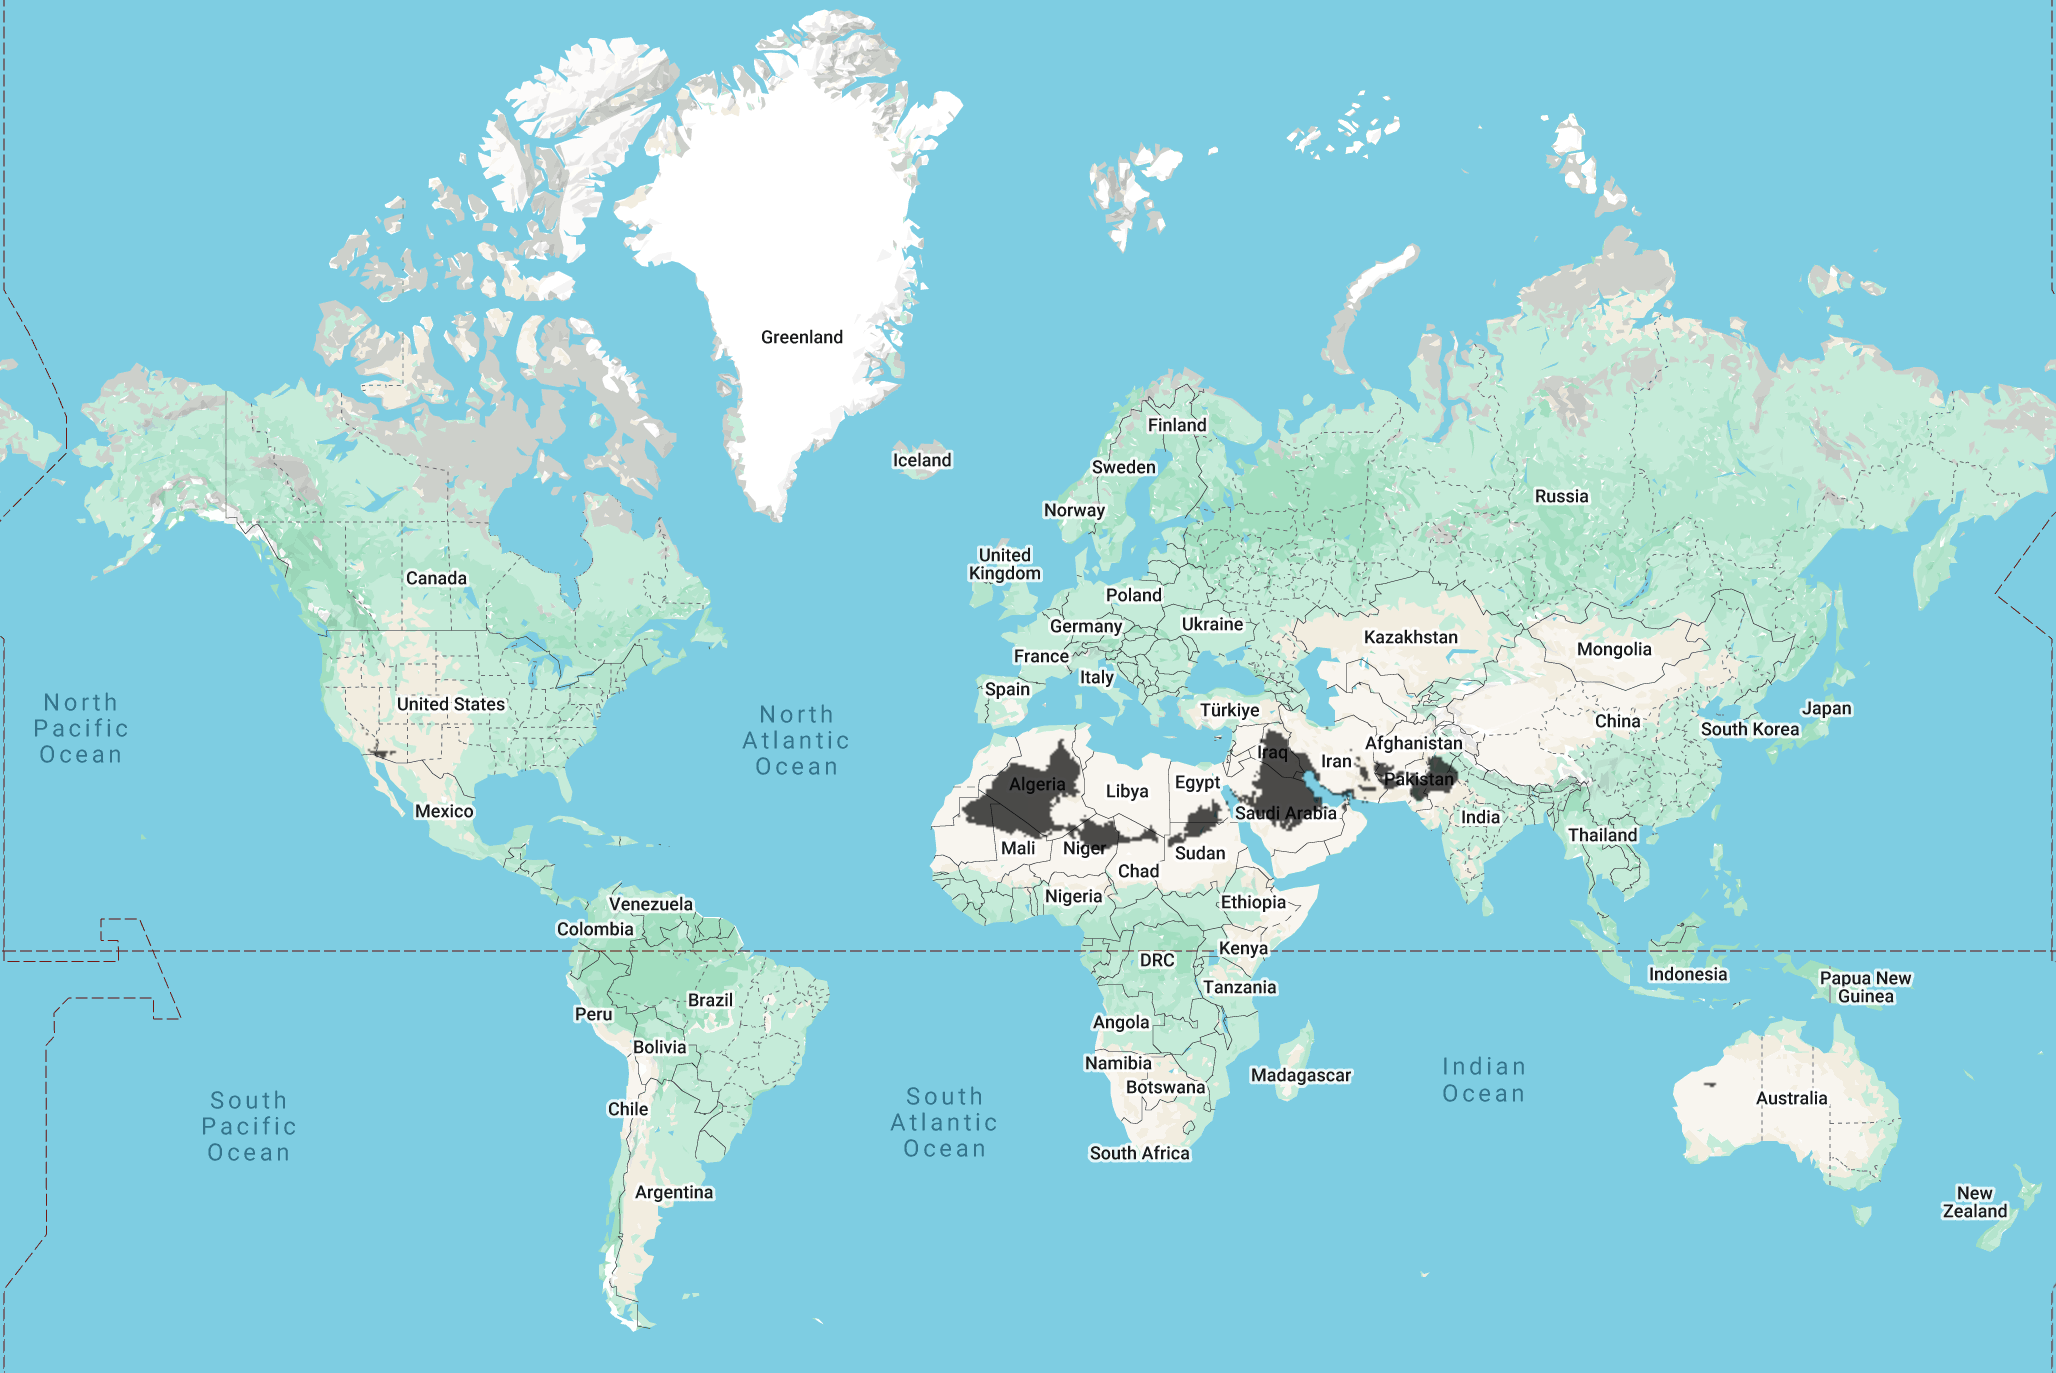 Greenland
Finland
Iceland
Sweden
Russia
Norway
United
Kingdom
Canada
Poland
Germany
Ukraine
Kazakhstan
France
Mongolia
Italy
Spain
United States
Türkiye
Japan
China
South Korea
North
Pacific
Ocean
North
Atlantic
Ocean
Afghanistan
Iraq
Iran
Pakistan
Algeria
Libya
Egypt
Mexico
Saudi Arabia
India
Thailand
Mali
Niger
Sudan
Chad
Nigeria
Ethiopia
Venezuela
Colombia
Kenya
DRC
Indonesia
Papua New
Guinea
Tanzania
Brazil
Peru
Angola
Bolivia
Namibia
Botswana
Madagascar
Indian
Ocean
Australia
Chile
South
Pacific
Ocean
South
Atlantic
Ocean
South Africa
Argentina
New
Zealand